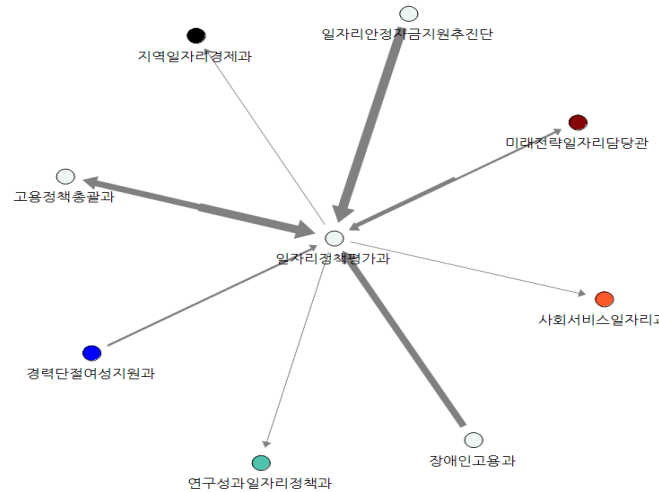 일자리안정자금지원추진단
지역일자리경제과
미래전략일자리담당관
고용정책총괄과
일자리정책평가과
사회서비스일자리과
경력단절여성지원과
장애인고용과
연구성과일자리정책과